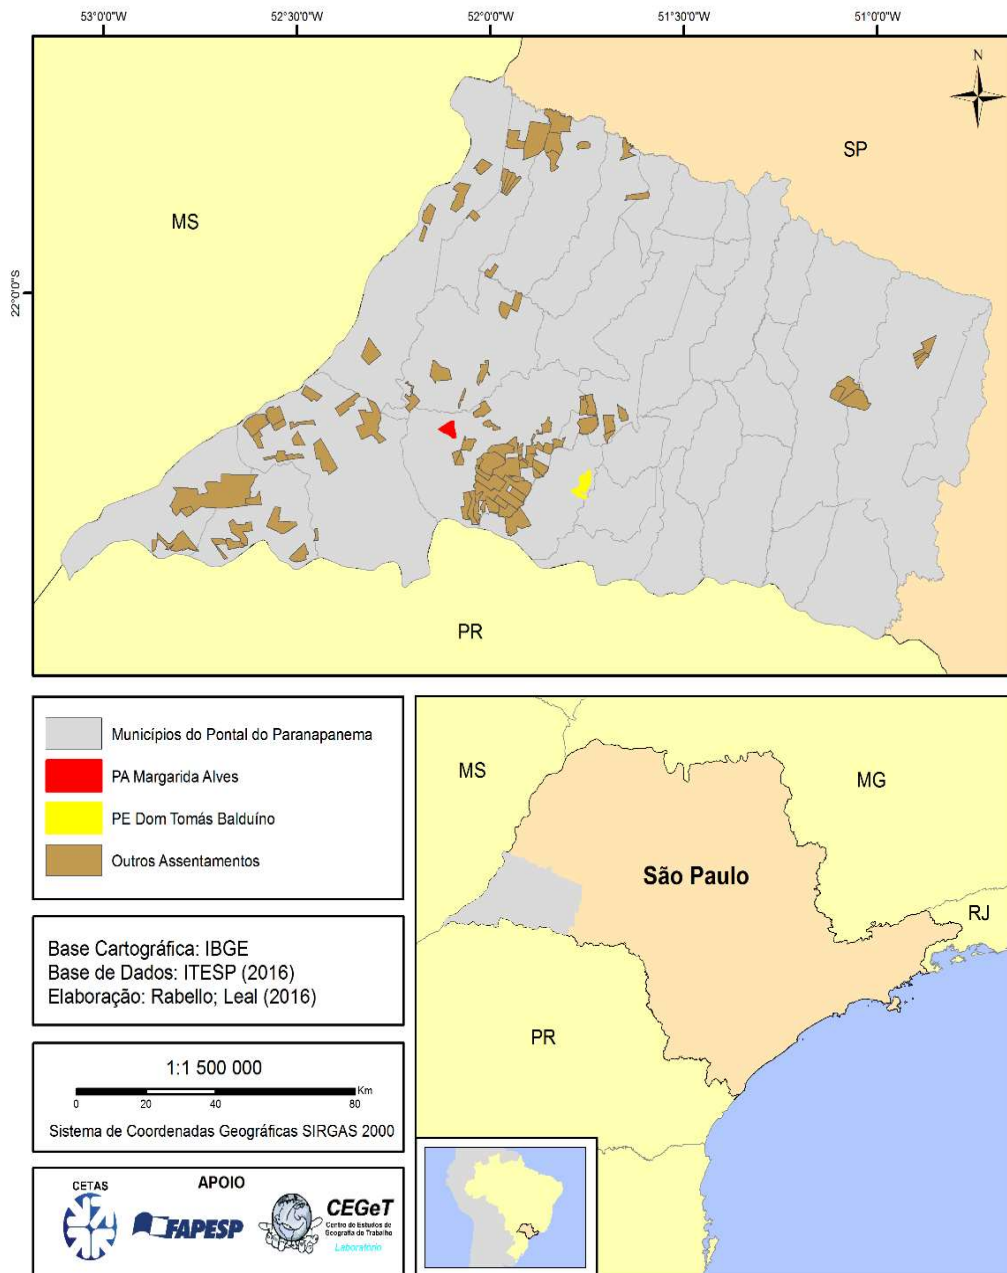 53°0'0"W 52°30'0"W 52°0'0"W 51°30'0"W 51°0'0"W
N
SP
MS
22°0'0"S
PR
Municípios do Pontal do Paranapanema
PA Margarida Alves
PE Dom Tomás Balduíno
Outros Assentamentos
Base Cartográfica: IBGE
Base de Dados: ITESP (2016)
Elaboração: Rabello; Leal (2016)
1:1 500 000
Km
0 20 40 80
Sistema de Coordenadas Geográficas SIRGAS 2000
APOIO
CETAS
FAPESP
CEGeT
Centro de Estudos de
Geografia do Trabalho
Laboratório
MS
MG
São Paulo
RJ
PR